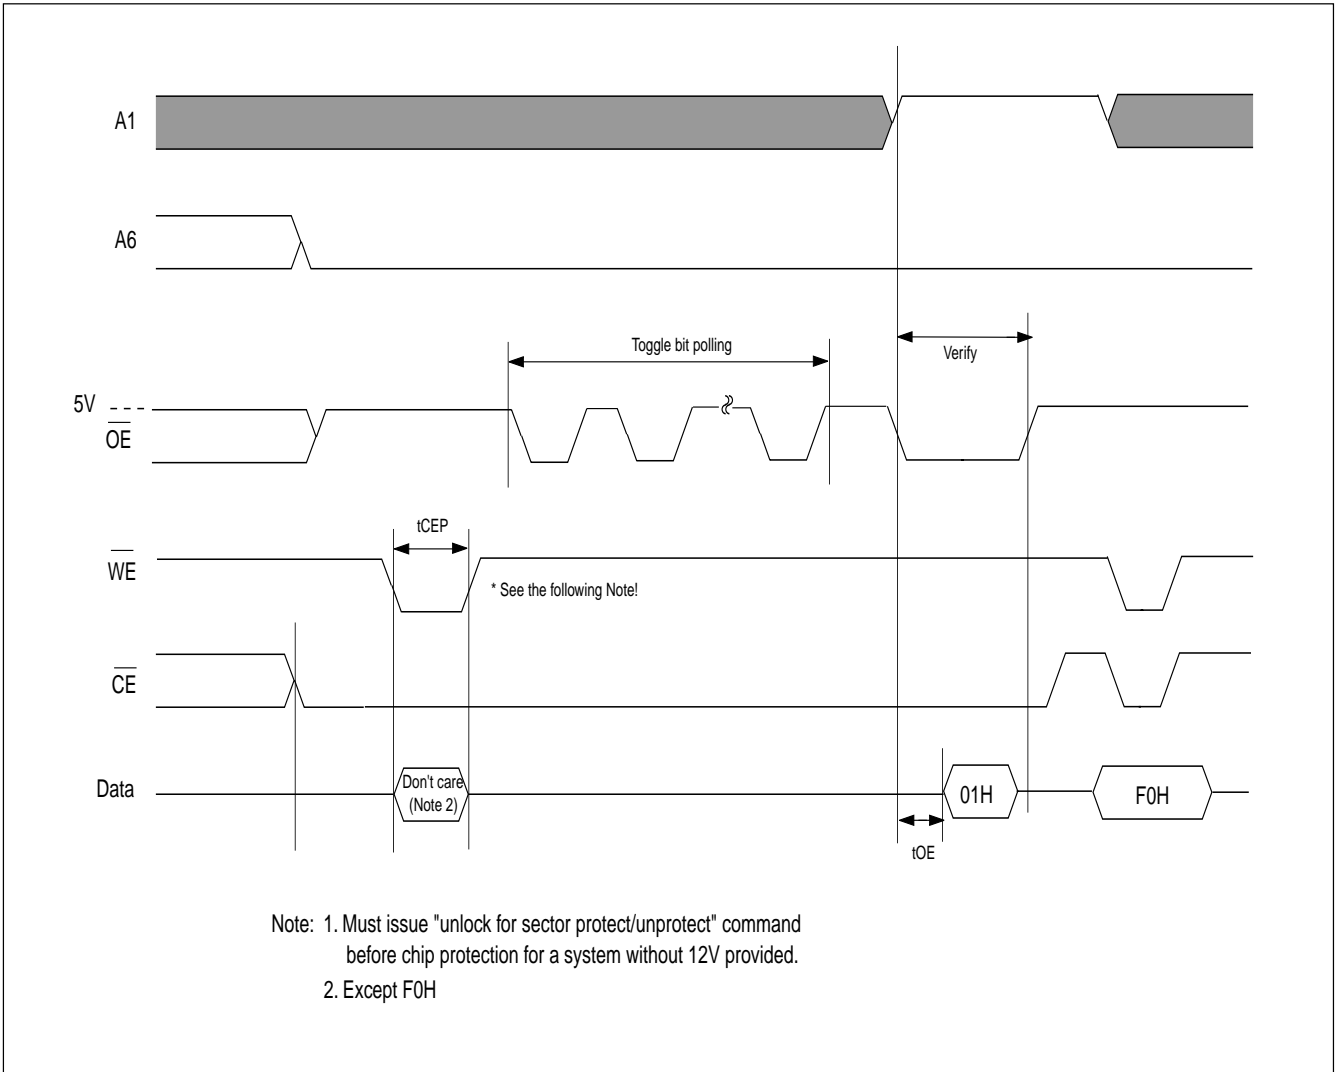 A1
A6
Toggle bit polling
Verify
5V
OE
tCEP
WE
* See the following Note!
CE
Data
Don't care
(Note 2)
01H
F0H
tOE
Note: 1. Must issue "unlock for sector protect/unprotect" command
before chip protection for a system without 12V provided.
2. Except F0H